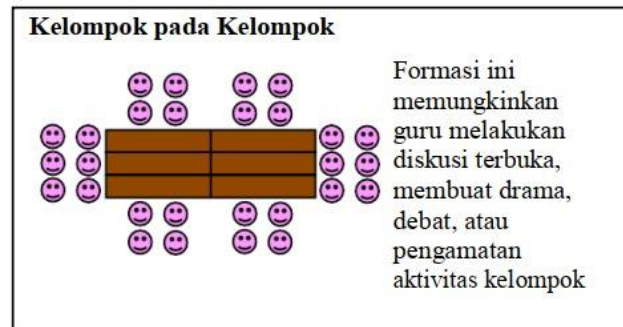 Kelompok pada Kelompok
Formasi ini
memungkinkan
guru melakukan
diskusi terbuka,
membuat drama,
debat, atau
pengamatan
aktivitas kelompok